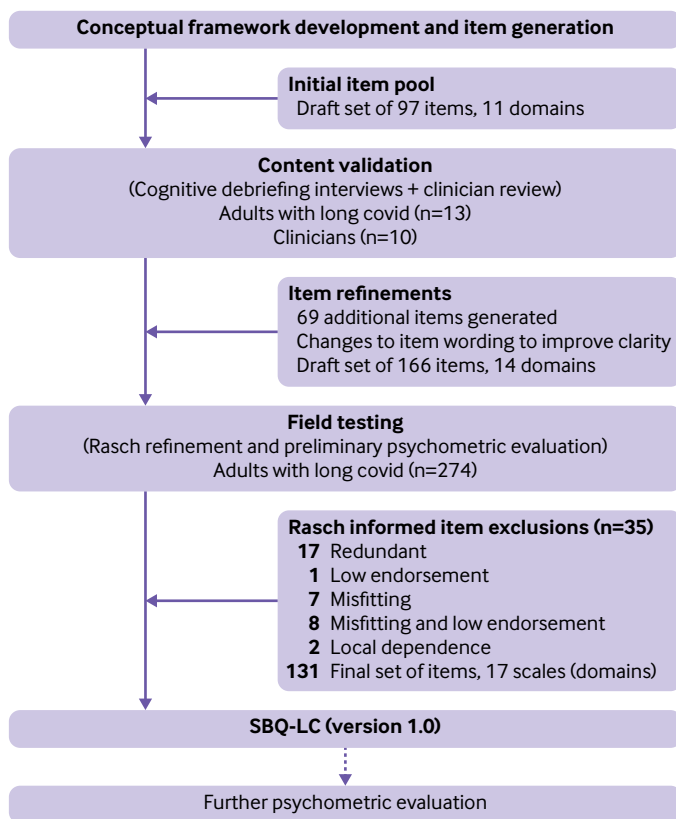 Conceptual framework development and item generation
Initial item pool
Draft set of 97 items, 11 domains
Content validation
(Cognitive debriefing interviews + clinician review)
Adults with long covid (n=13)
Clinicians (n=10)
Item refinements
69 additional items generated
Changes to item wording to improve clarity
Draft set of 166 items, 14 domains
Field testing
(Rasch refinement and preliminary psychometric evaluation)
Adults with long covid (n=274)
Rasch informed item exclusions (n=35)
17 Redundant
1 Low endorsement
7 Misfitting
8 Misfitting and low endorsement
2 Local dependence
131 Final set of items, 17 scales (domains)
SBQ-LC (version 1.0)
Further psychometric evaluation